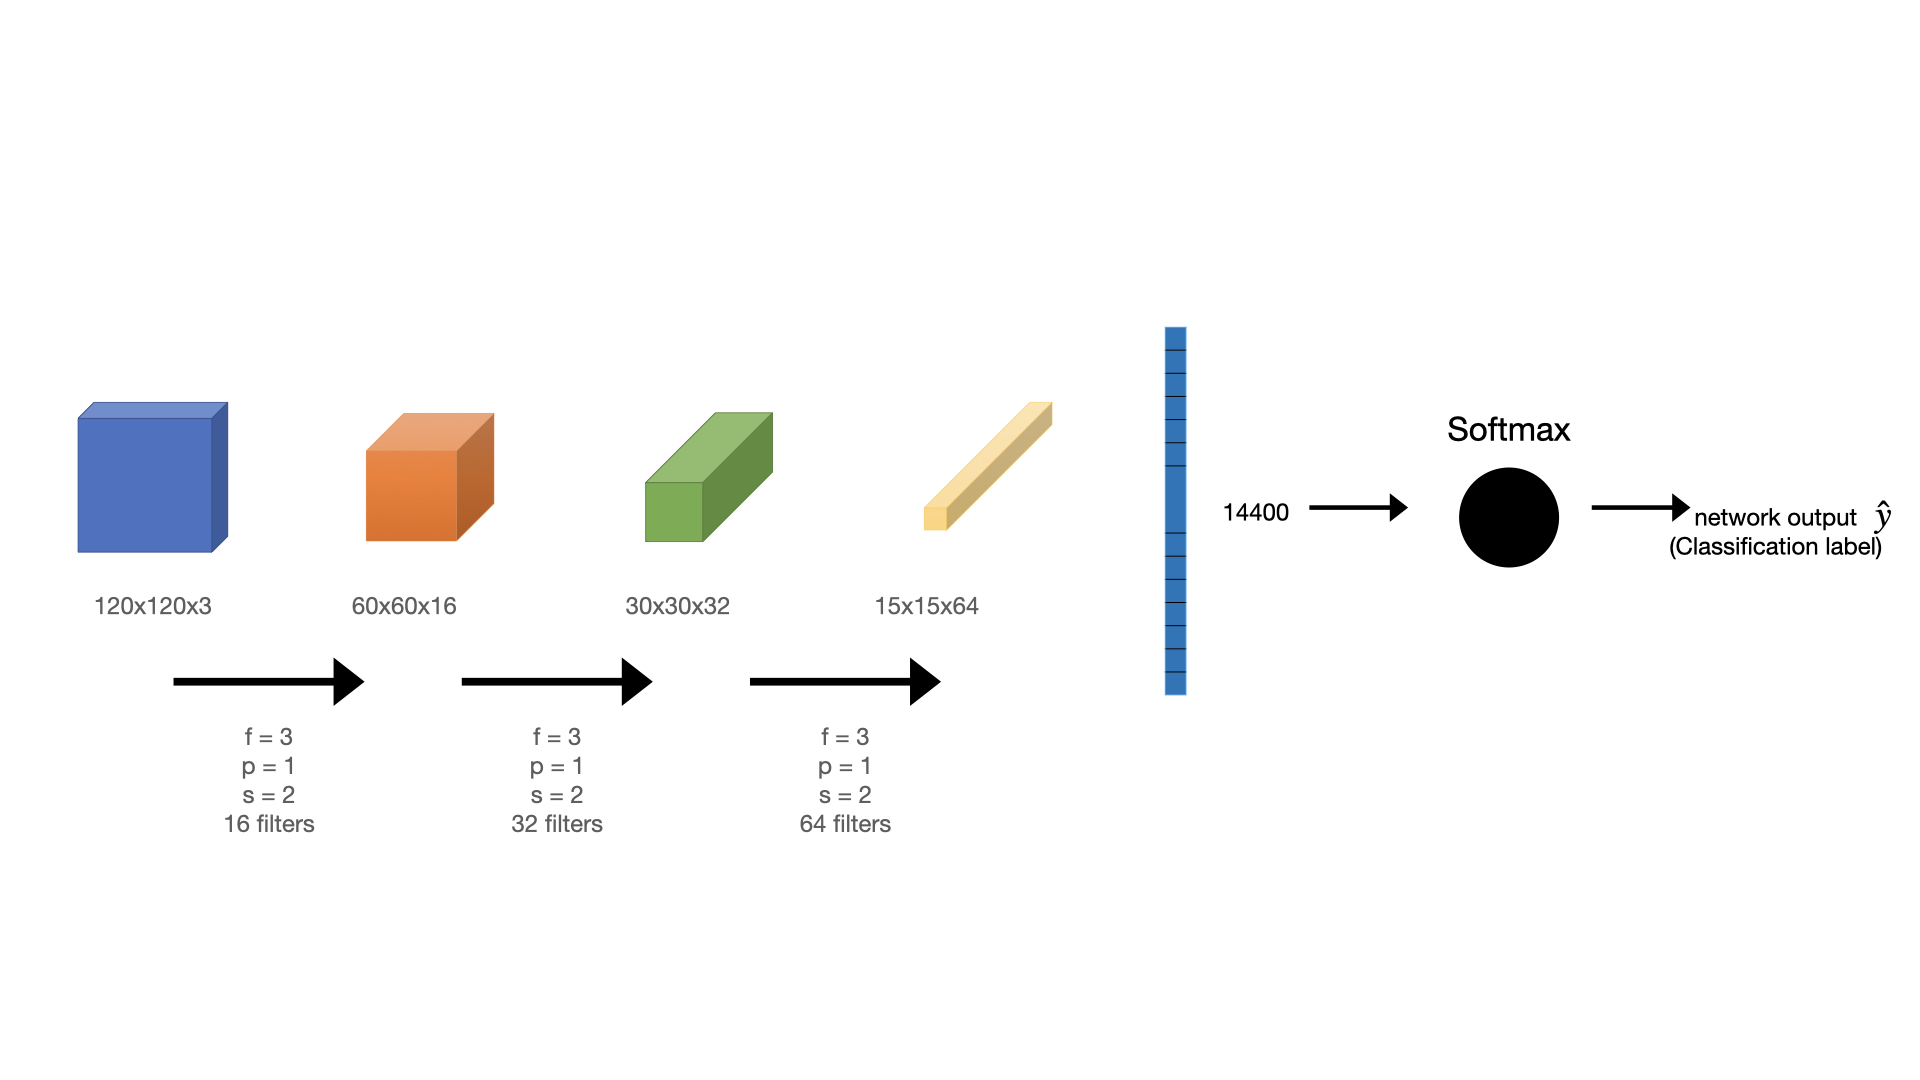 120x120x3
60x60x16
30x30x32
15x15x64
f = 3
p = 1
s = 2
16 filters
f = 3
p = 1
s = 2
32 filters
f = 3
p = 1
s = 2
64 filters
14400
Softmax
network output ŷ
(Classification label)